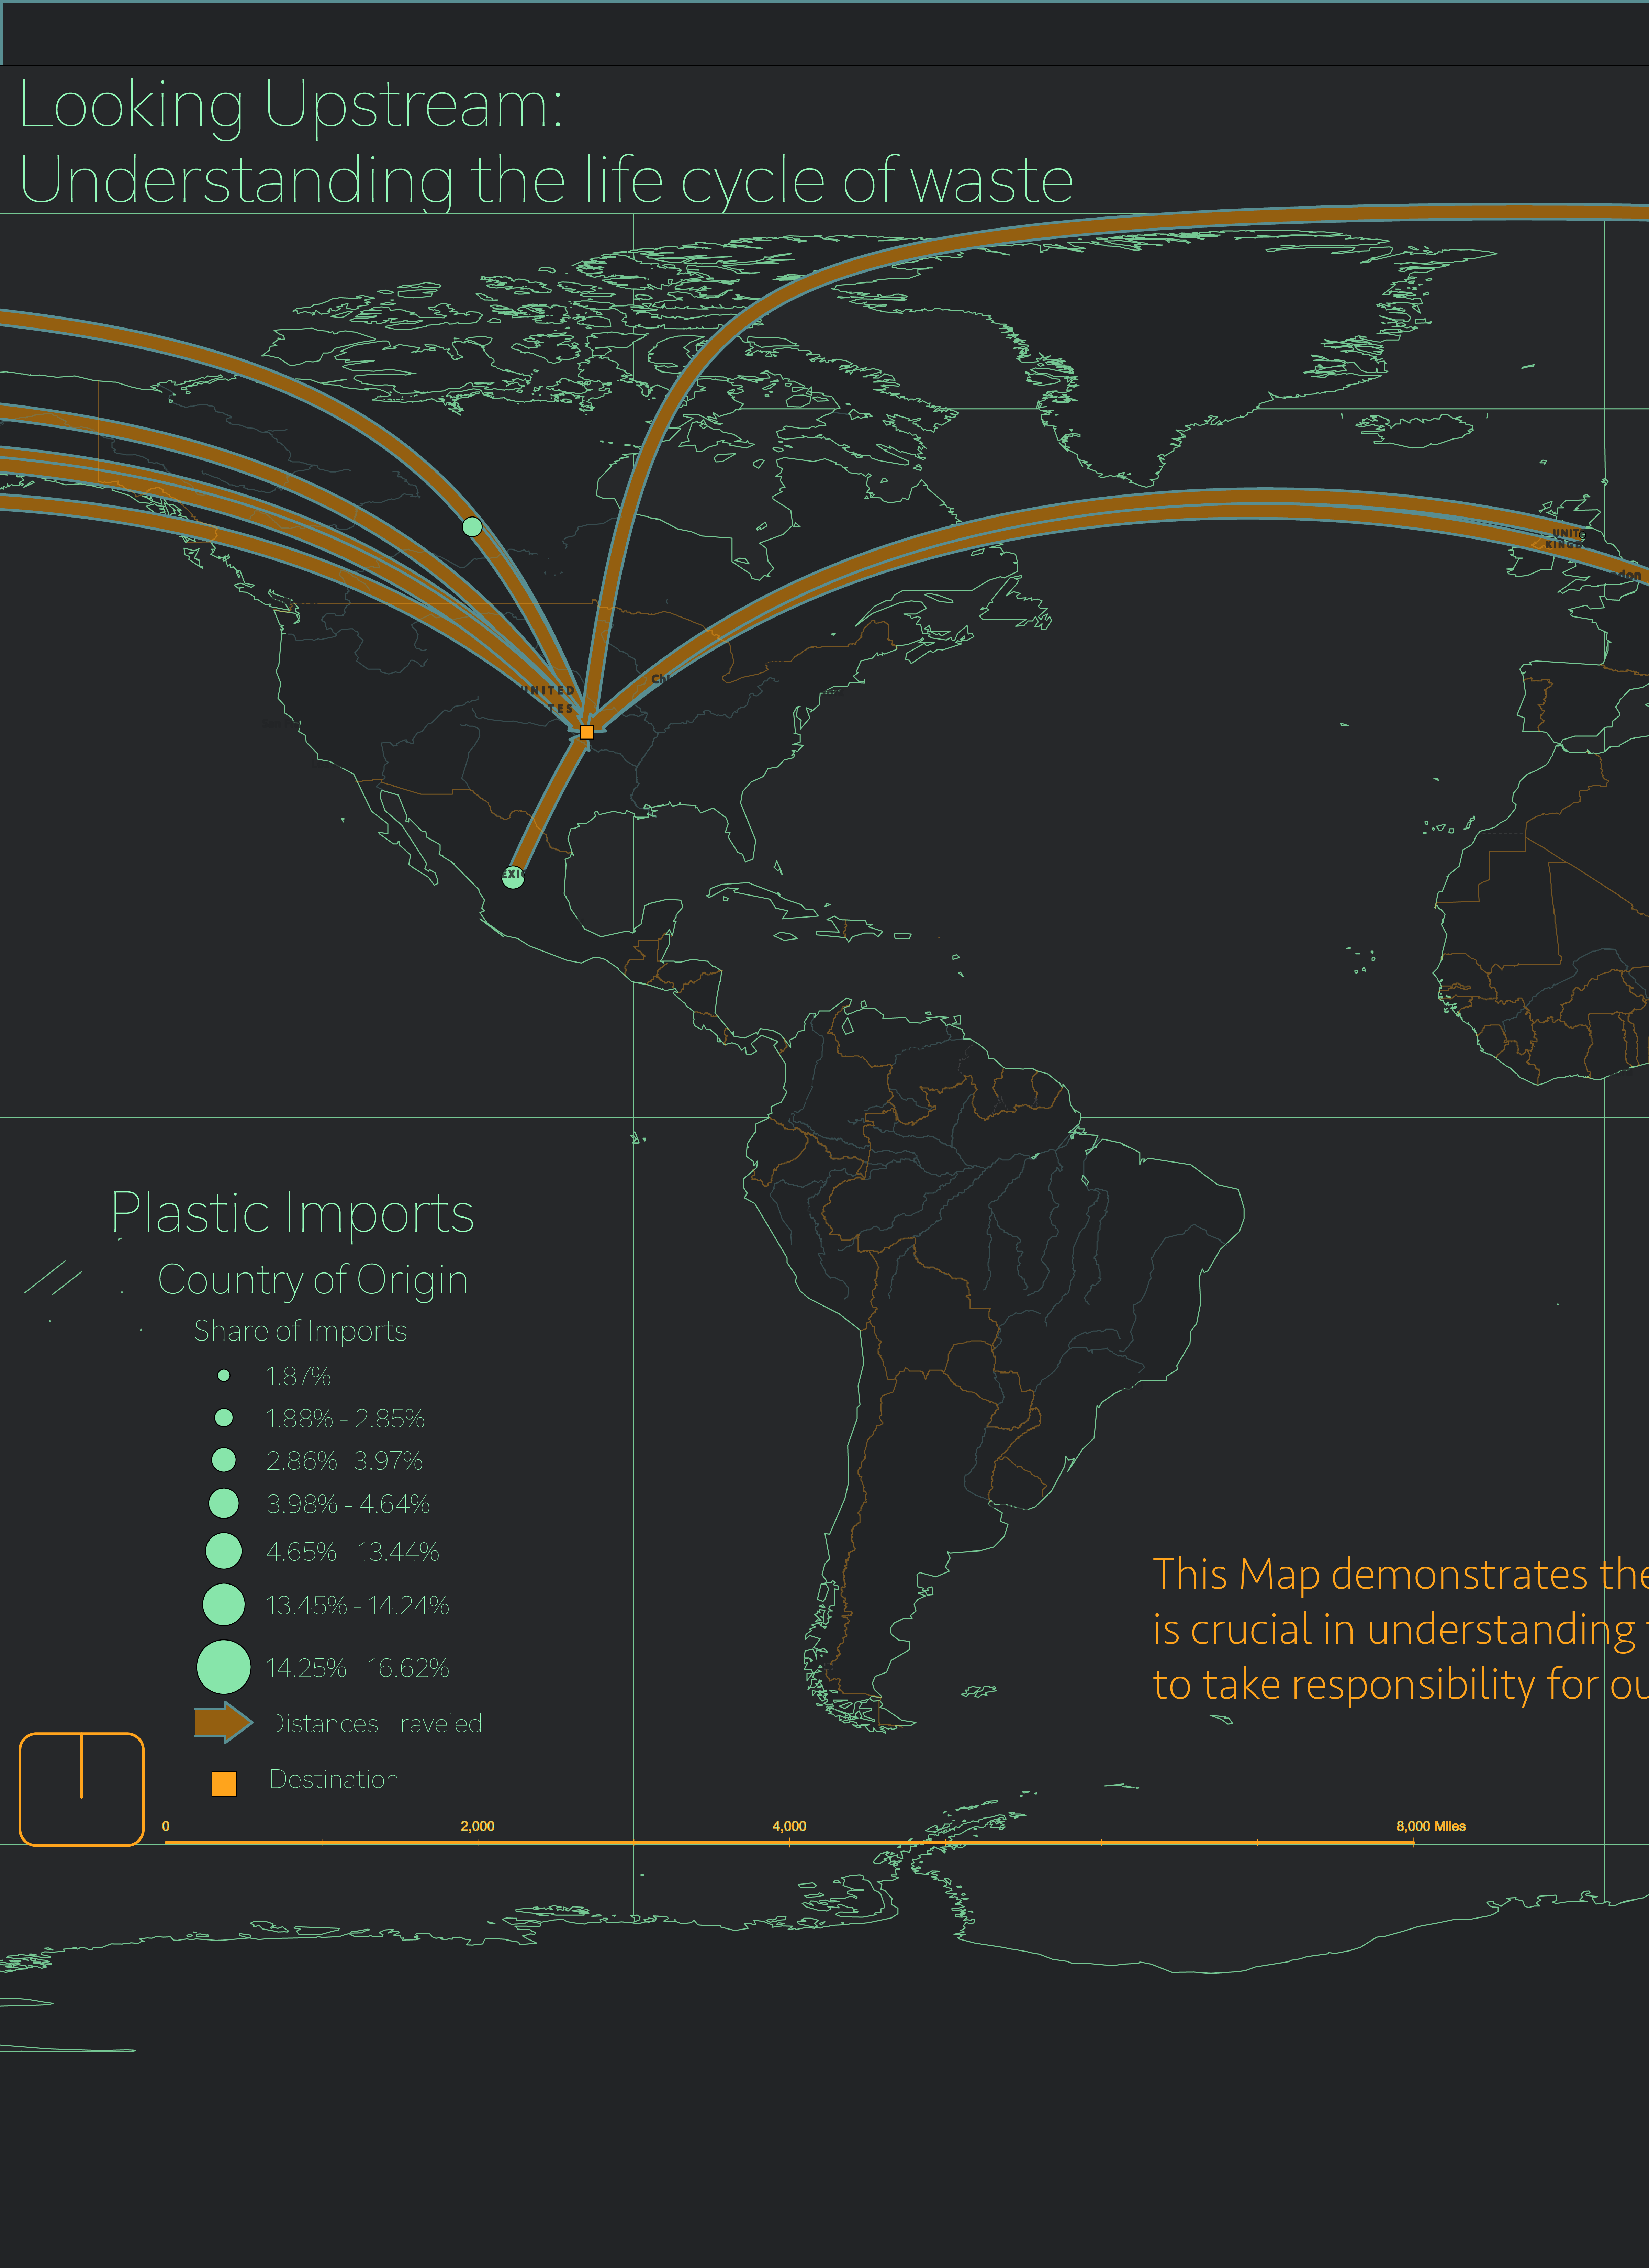 Looking Upstream:
Understanding the life cycle of waste
UNIT
KINGD
don
UNITED
TES
Ch
EXI
Plastic Imports
Country of Origin
Share of Imports
1.87%
1.88% - 2.85%
2.86%- 3.97%
3.98% - 4.64%
4.65% - 13.44%
13.45% - 14.24%
14.25% - 16.62%
Distances Traveled
Destination
This Map demonstrates the
is crucial in understanding
to take responsibility for ou
0 2,000 4,000 8,000 Miles